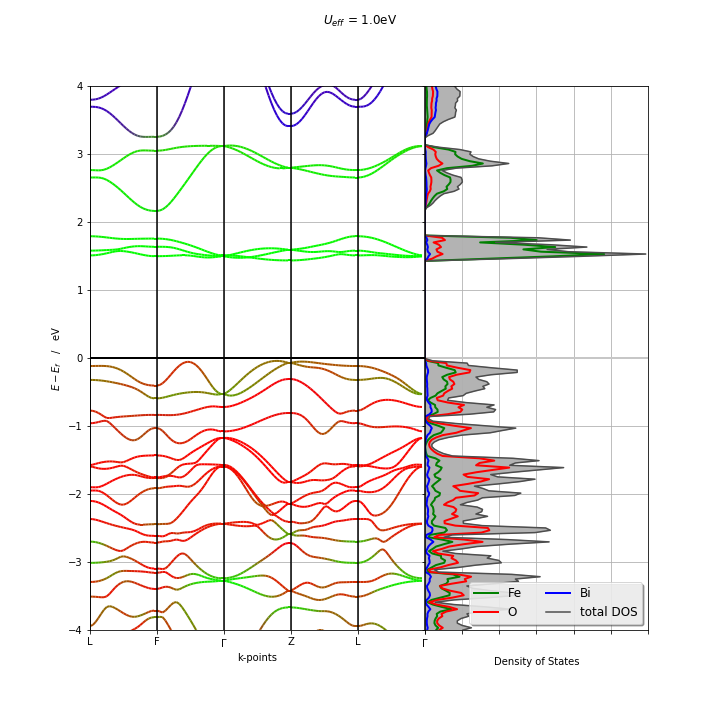 U_eff = 1.0eV
4
3
2
1
0
−1
−2
−3
−4
E − E_f / eV
L F Γ Z L Γ
k-points
Density of States
Fe
O
Bi
total DOS